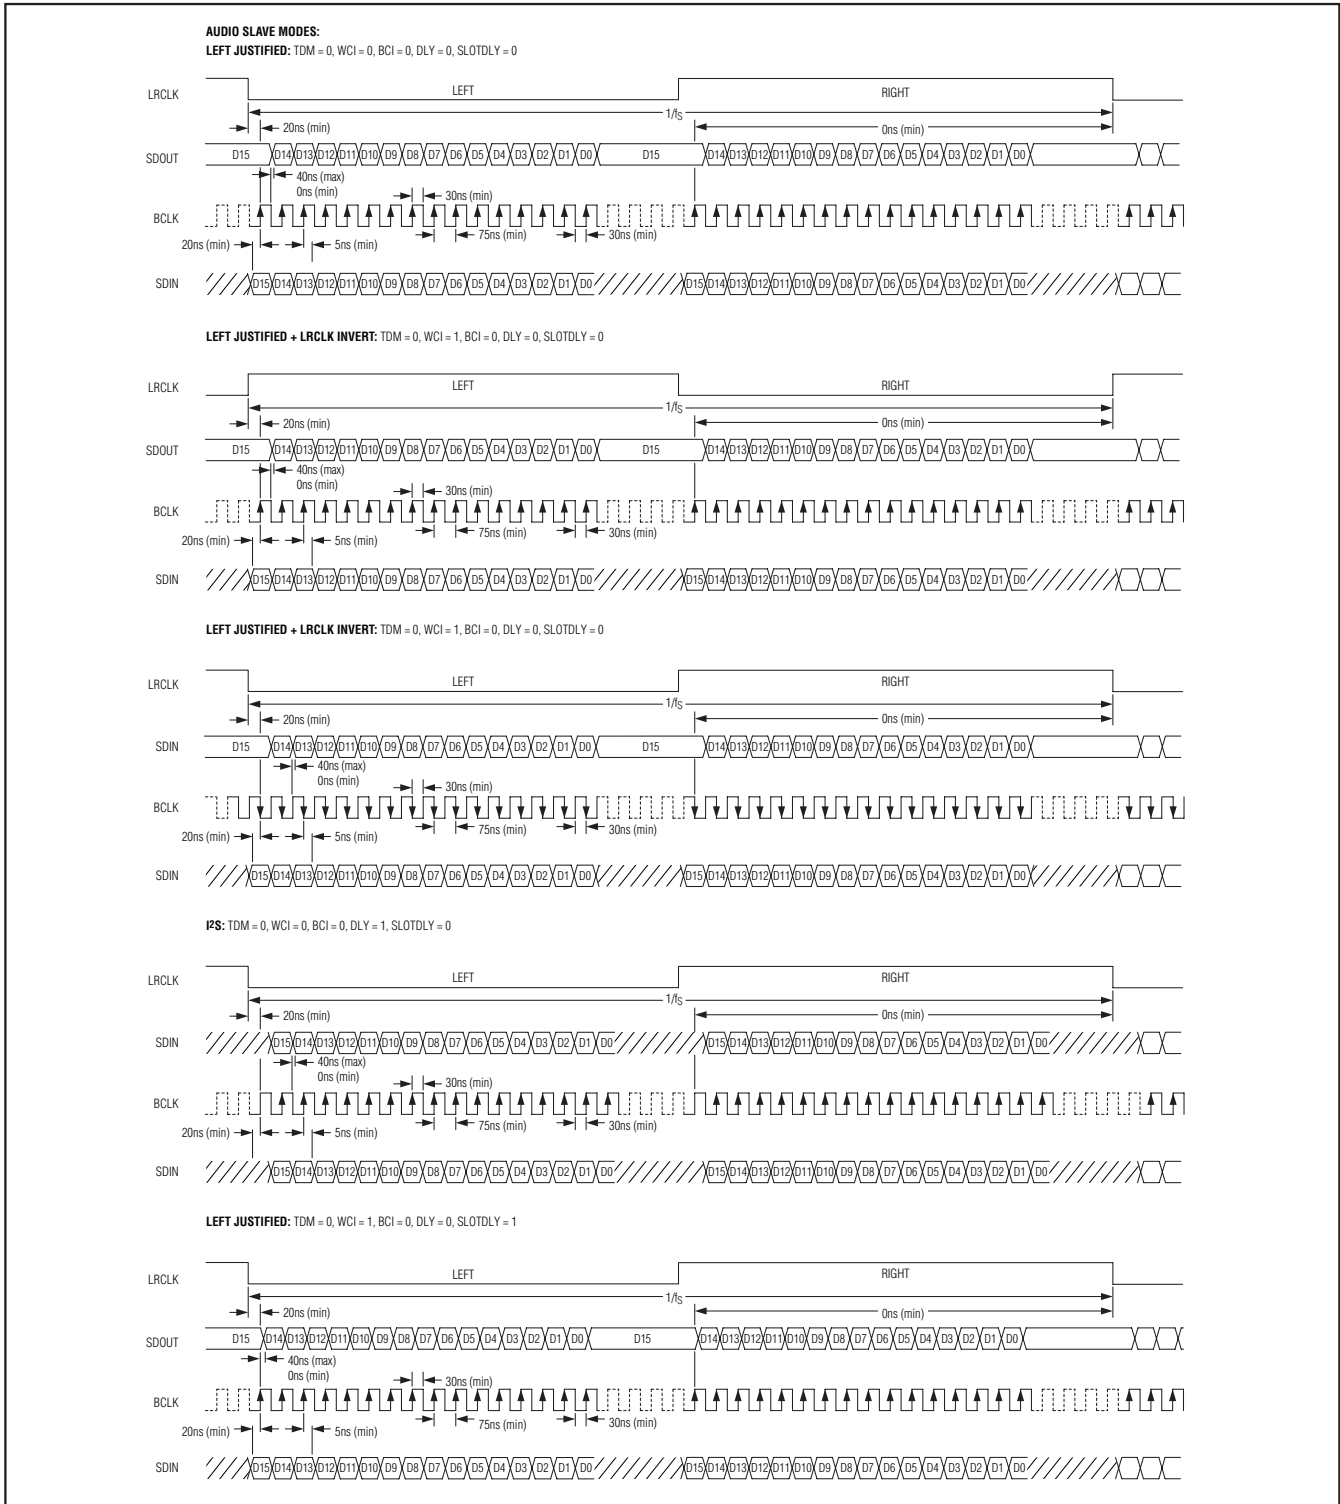 AUDIO SLAVE MODES:
LEFT JUSTIFIED: TDM = 0, WCI = 0, BCI = 0, DLY = 0, SLOTDLY = 0
LRCLK LEFT RIGHT
1/fS
20ns (min) 0ns (min)
SDOUT D15 D14 D13 D12 D11 D10 D9 D8 D7 D6 D5 D4 D3 D2 D1 D0 D15 D14 D13 D12 D11 D10 D9 D8 D7 D6 D5 D4 D3 D2 D1 D0
40ns (max)
0ns (min) 30ns (min)
BCLK
20ns (min) 5ns (min) 75ns (min) 30ns (min)
SDIN D15 D14 D13 D12 D11 D10 D9 D8 D7 D6 D5 D4 D3 D2 D1 D0 D15 D14 D13 D12 D11 D10 D9 D8 D7 D6 D5 D4 D3 D2 D1 D0
LEFT JUSTIFIED + LRCLK INVERT: TDM = 0, WCI = 1, BCI = 0, DLY = 0, SLOTDLY = 0
LRCLK LEFT RIGHT
1/fS
20ns (min) 0ns (min)
SDOUT D15 D14 D13 D12 D11 D10 D9 D8 D7 D6 D5 D4 D3 D2 D1 D0 D15 D14 D13 D12 D11 D10 D9 D8 D7 D6 D5 D4 D3 D2 D1 D0
40ns (max)
0ns (min) 30ns (min)
BCLK
20ns (min) 5ns (min) 75ns (min) 30ns (min)
SDIN D15 D14 D13 D12 D11 D10 D9 D8 D7 D6 D5 D4 D3 D2 D1 D0 D15 D14 D13 D12 D11 D10 D9 D8 D7 D6 D5 D4 D3 D2 D1 D0
LEFT JUSTIFIED + LRCLK INVERT: TDM = 0, WCI = 1, BCI = 0, DLY = 0, SLOTDLY = 0
LRCLK LEFT RIGHT
1/fS
20ns (min) 0ns (min)
SDIN D15 D14 D13 D12 D11 D10 D9 D8 D7 D6 D5 D4 D3 D2 D1 D0 D15 D14 D13 D12 D11 D10 D9 D8 D7 D6 D5 D4 D3 D2 D1 D0
40ns (max)
0ns (min) 30ns (min)
BCLK
20ns (min) 5ns (min) 75ns (min) 30ns (min)
SDIN D15 D14 D13 D12 D11 D10 D9 D8 D7 D6 D5 D4 D3 D2 D1 D0 D15 D14 D13 D12 D11 D10 D9 D8 D7 D6 D5 D4 D3 D2 D1 D0
I2S: TDM = 0, WCI = 0, BCI = 0, DLY = 1, SLOTDLY = 0
LRCLK LEFT RIGHT
1/fS
20ns (min) 0ns (min)
SDIN D15 D14 D13 D12 D11 D10 D9 D8 D7 D6 D5 D4 D3 D2 D1 D0 D15 D14 D13 D12 D11 D10 D9 D8 D7 D6 D5 D4 D3 D2 D1 D0
40ns (max)
0ns (min) 30ns (min)
BCLK
20ns (min) 5ns (min) 75ns (min) 30ns (min)
SDIN D15 D14 D13 D12 D11 D10 D9 D8 D7 D6 D5 D4 D3 D2 D1 D0 D15 D14 D13 D12 D11 D10 D9 D8 D7 D6 D5 D4 D3 D2 D1 D0
LEFT JUSTIFIED: TDM = 0, WCI = 1, BCI = 0, DLY = 0, SLOTDLY = 1
LRCLK LEFT RIGHT
1/fS
20ns (min) 0ns (min)
SDOUT D15 D14 D13 D12 D11 D10 D9 D8 D7 D6 D5 D4 D3 D2 D1 D0 D15 D14 D13 D12 D11 D10 D9 D8 D7 D6 D5 D4 D3 D2 D1 D0
40ns (max)
0ns (min) 30ns (min)
BCLK
20ns (min) 5ns (min) 75ns (min) 30ns (min)
SDIN D15 D14 D13 D12 D11 D10 D9 D8 D7 D6 D5 D4 D3 D2 D1 D0 D15 D14 D13 D12 D11 D10 D9 D8 D7 D6 D5 D4 D3 D2 D1 D0